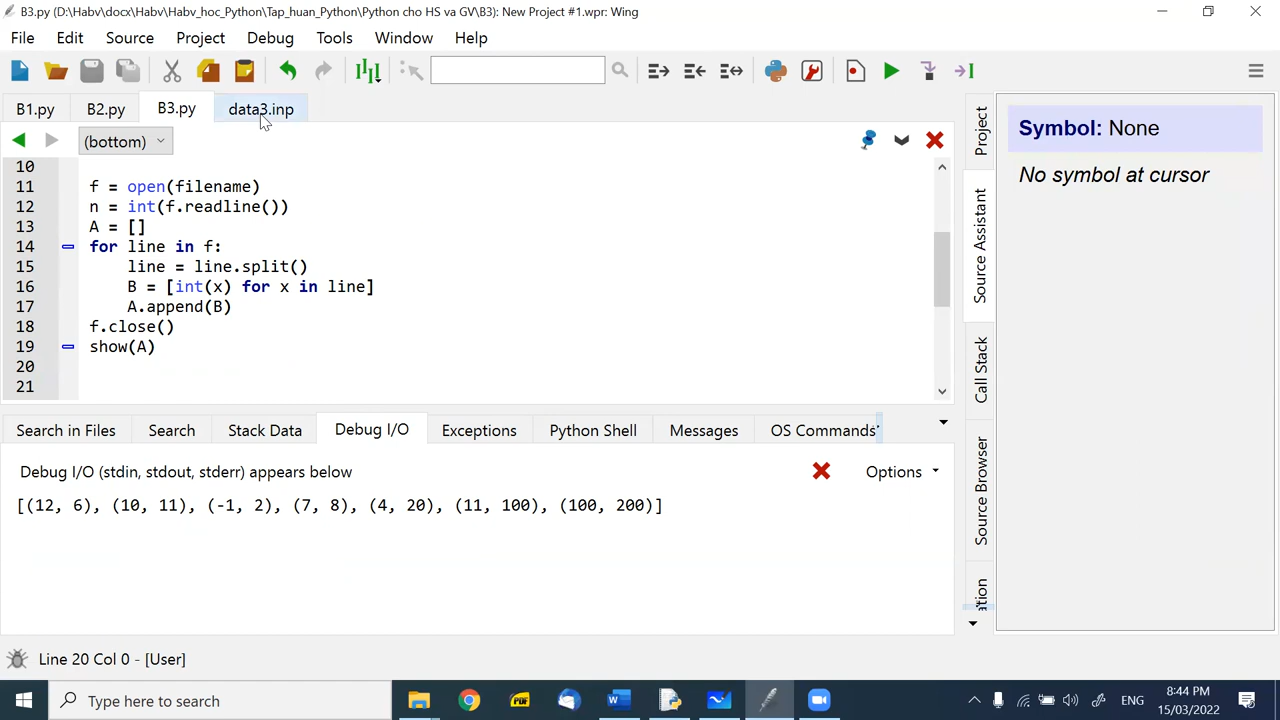 B3.py (D:\Habv\docx\Habv\Habv_hoc_Python\Tap_huan_Python\Python cho HS va GV\B3): New Project #1.wpr: Wing
File Edit Source Project Debug Tools Window Help
B1.py B2.py B3.py data3.inp
(bottom)
10
11 f = open(filename)
12 n = int(f.readline())
13 A = []
14 for line in f:
15 line = line.split()
16 B = [int(x) for x in line]
17 A.append(B)
18 f.close()
19 show(A)
20
21
Search in Files Search Stack Data Debug I/O Exceptions Python Shell Messages OS Commands
Debug I/O (stdin, stdout, stderr) appears below
Options
[(12, 6), (10, 11), (-1, 2), (7, 8), (4, 20), (11, 100), (100, 200)]
Project
Source Assistant
Call Stack
Source Browser
Symbol: None
No symbol at cursor
Line 20 Col 0 - [User]
Type here to search
PDF
ENG
8:44 PM
15/03/2022